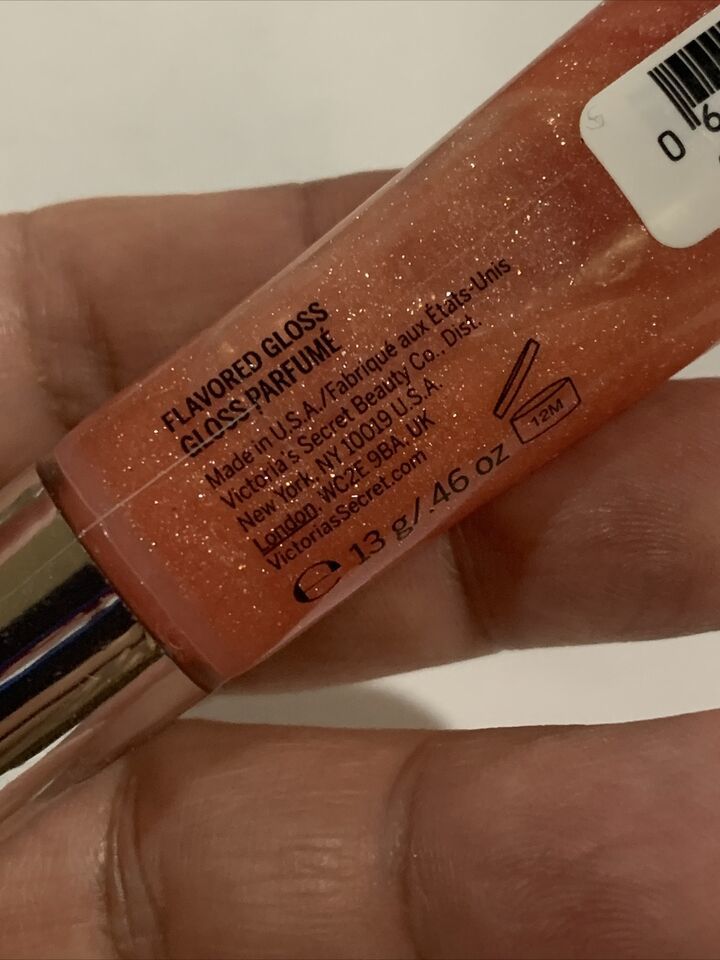 FLAVORED GLOSS
GLOSS PARFUMÉ
Made in U.S.A./Fabriqué aux États-Unis
Victoria's Secret Beauty Co., Dist.
New York, NY 10019 U.S.A.
London, WC2E 9BA, UK
VictoriasSecret.com
℮ 13 g/.46 oz
12M
0 6